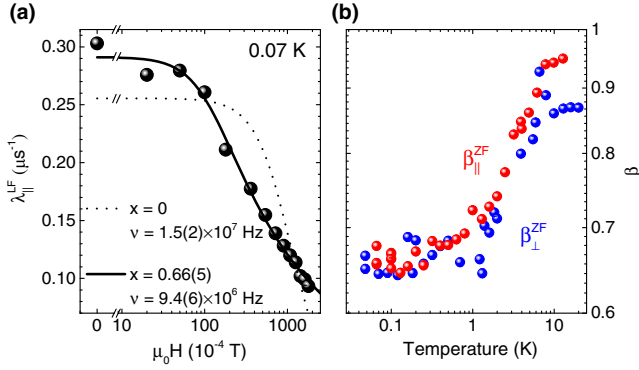 (a)
(b)
0.07 K
0.30
0.25
0.20
0.15
0.10
λ∥^LF (μs⁻¹)
x = 0
ν = 1.5(2)×10⁷ Hz
x = 0.66(5)
ν = 9.4(6)×10⁶ Hz
0 10 100 1000
μ₀H (10⁻⁴ T)
1
0.9
0.8
0.7
0.6
β
β∥^ZF
β⊥^ZF
0.1 1 10
Temperature (K)